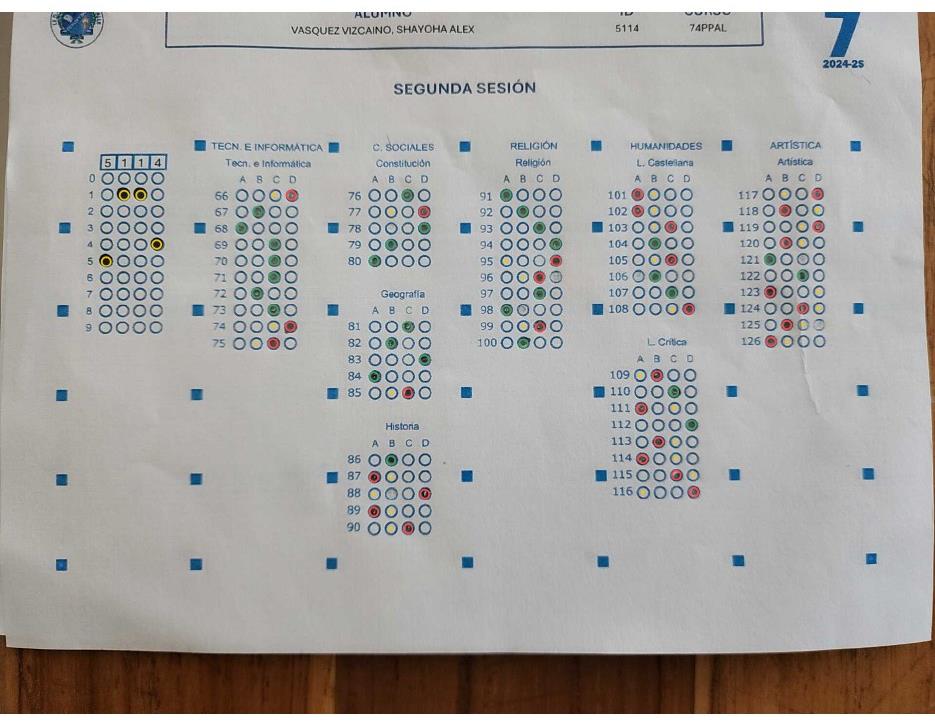 ALUMNO ID CURSO
VASQUEZ VIZCAINO, SHAYOHA ALEX 5114 74PPAL
7
2024-2S
SEGUNDA SESIÓN
5 1 1 4
0
1
2
3
4
5
6
7
8
9
TECN. E INFORMÁTICA
Tecn. e Informática
A B C D
66
67
68
69
70
71
72
73
74
75
C. SOCIALES
Constitución
A B C D
76
77
78
79
80
Geografía
81
82
83
84
85
Historia
A B C D
86
87
88
89
90
RELIGIÓN
Religión
A B C D
91
92
93
94
95
96
97
98
99
100
HUMANIDADES
L. Castellana
A B C D
101
102
103
104
105
106
107
108
L. Crítica
A B C D
109
110
111
112
113
114
115
116
ARTÍSTICA
Artística
A B C D
117
118
119
120
121
122
123
124
125
126